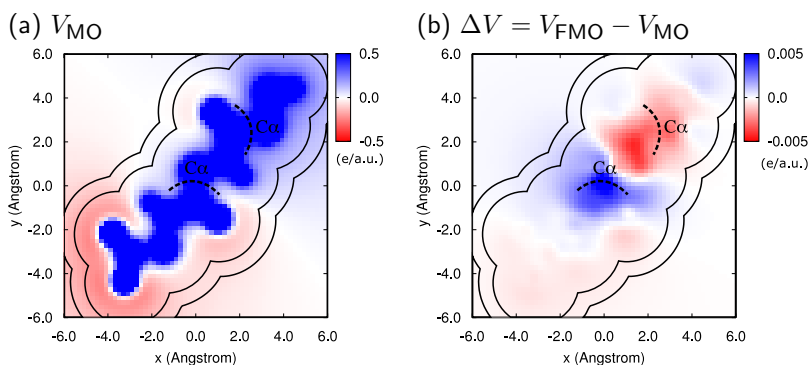 (a) V_MO
6.0
4.0
2.0
0.0
-2.0
-4.0
-6.0
y (Angstrom)
-6.0 -4.0 -2.0 0.0 2.0 4.0 6.0
x (Angstrom)
Cα
Cα
0.5
0.0
-0.5
(e/a.u.)
(b) ΔV = V_FMO − V_MO
6.0
4.0
2.0
0.0
-2.0
-4.0
-6.0
y (Angstrom)
-6.0 -4.0 -2.0 0.0 2.0 4.0 6.0
x (Angstrom)
Cα
Cα
0.005
0.0
-0.005
(e/a.u.)